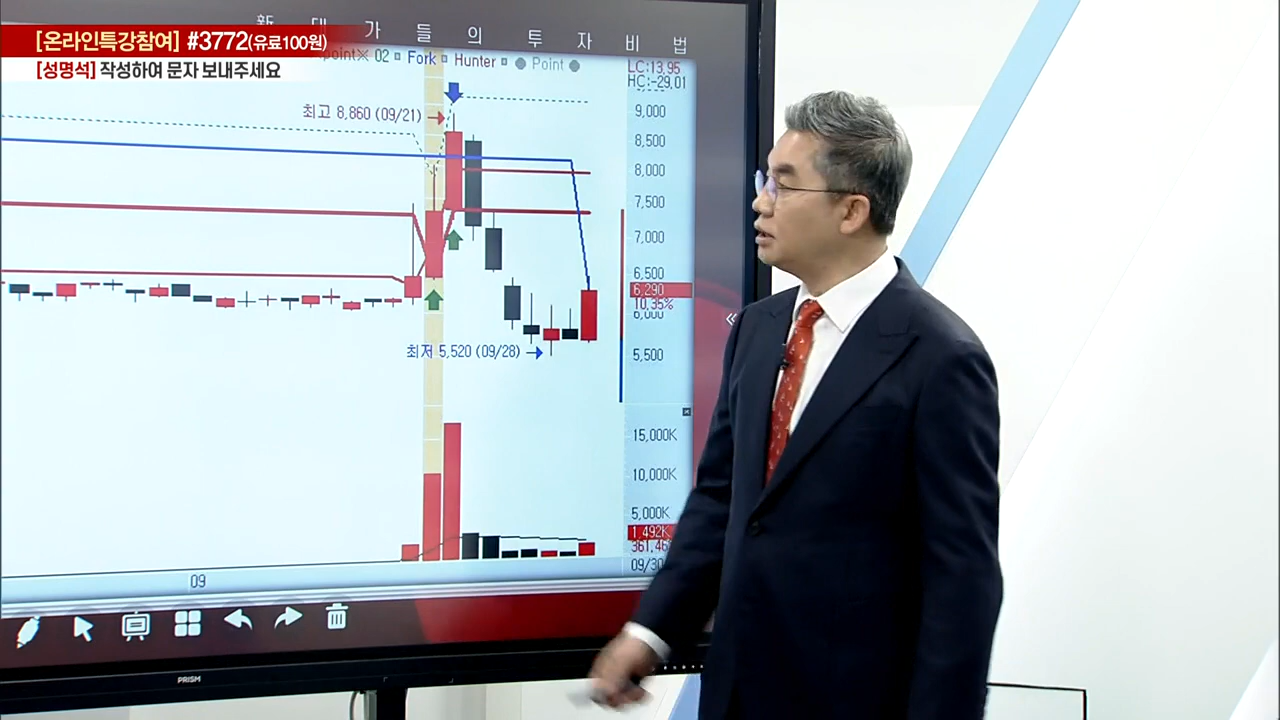 新 대 가 들 의 투 자 비 법
[온라인특강참여] #3772(유료100원)
[성명석] 작성하여 문자 보내주세요
point※ 02 Fork Hunter Point
LC:13,95
HC:-29,01
최고 8,860 (09/21)
9,000
8,500
8,000
7,500
7,000
6,500
6,290
10,35%
6,000
최저 5,520 (09/28)
5,500
15,000K
10,000K
5,000K
1,492K
361,46
09/30
09
PRISM